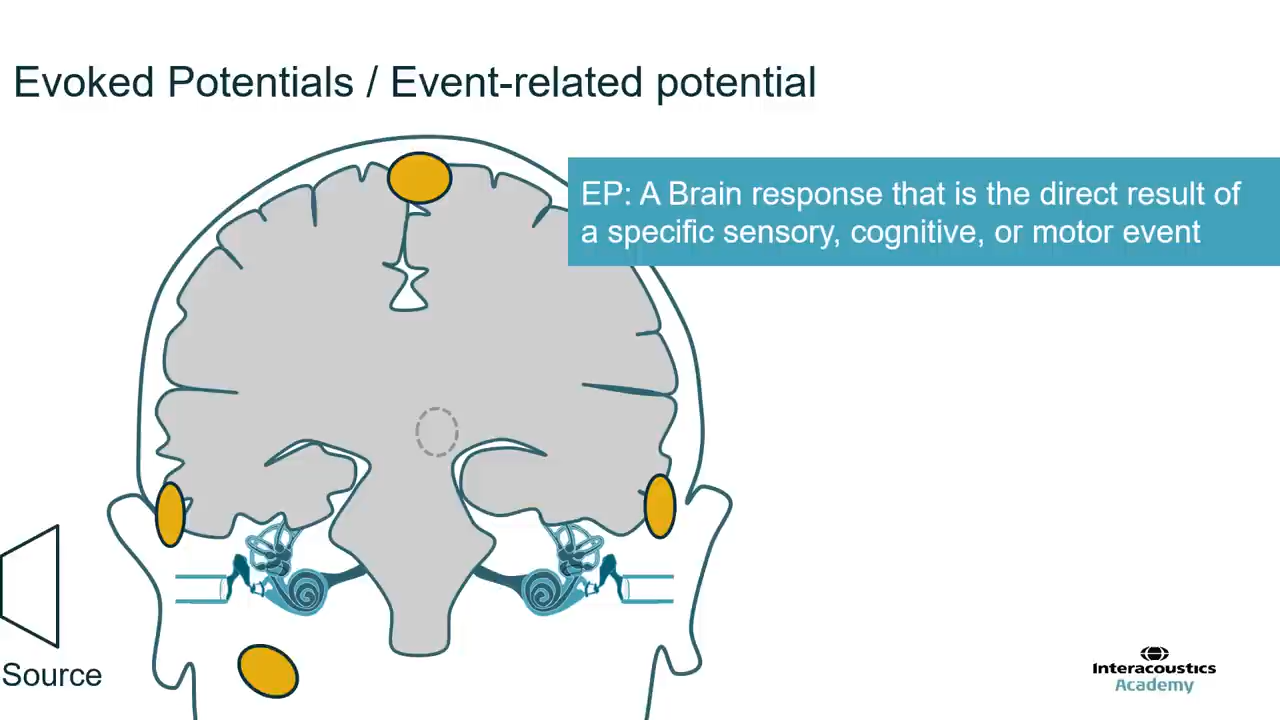 Evoked Potentials / Event-related potential
EP: A Brain response that is the direct result of
a specific sensory, cognitive, or motor event
Source
Interacoustics
Academy